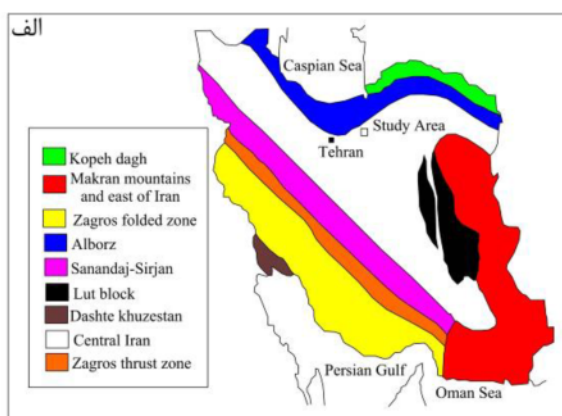 الف
Caspian Sea
Study Area
Tehran
Kopeh dagh
Makran mountains
and east of Iran
Zagros folded zone
Alborz
Sanandaj-Sirjan
Lut block
Dashte khuzestan
Central Iran
Zagros thrust zone
Persian Gulf
Oman Sea